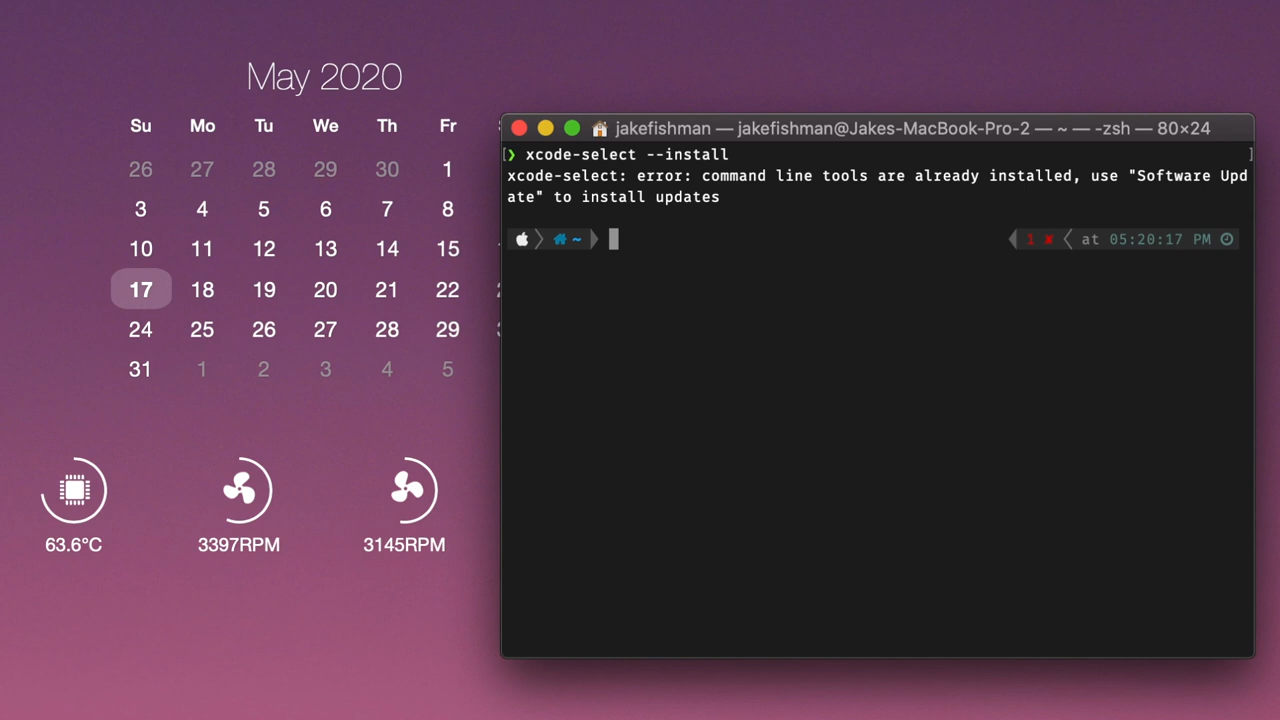 May 2020
Su Mo Tu We Th Fr
26 27 28 29 30 1
3 4 5 6 7 8
10 11 12 13 14 15
17 18 19 20 21 22
24 25 26 27 28 29
31 1 2 3 4 5
63.6°C 3397RPM 3145RPM
jakefishman — jakefishman@Jakes-MacBook-Pro-2 — ~ — -zsh — 80×24
[❯ xcode-select --install ]
xcode-select: error: command line tools are already installed, use "Software Upd
ate" to install updates
~ 1 ✘ at 05:20:17 PM